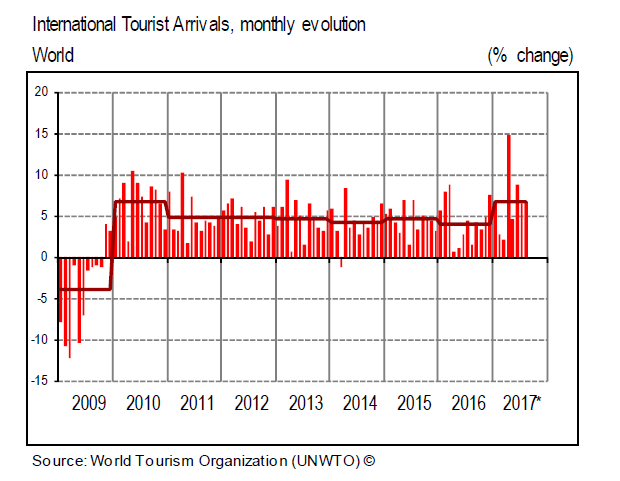 International Tourist Arrivals, monthly evolution
World (% change)
20
15
10
5
0
-5
-10
-15
2009 2010 2011 2012 2013 2014 2015 2016 2017*
Source: World Tourism Organization (UNWTO) ©